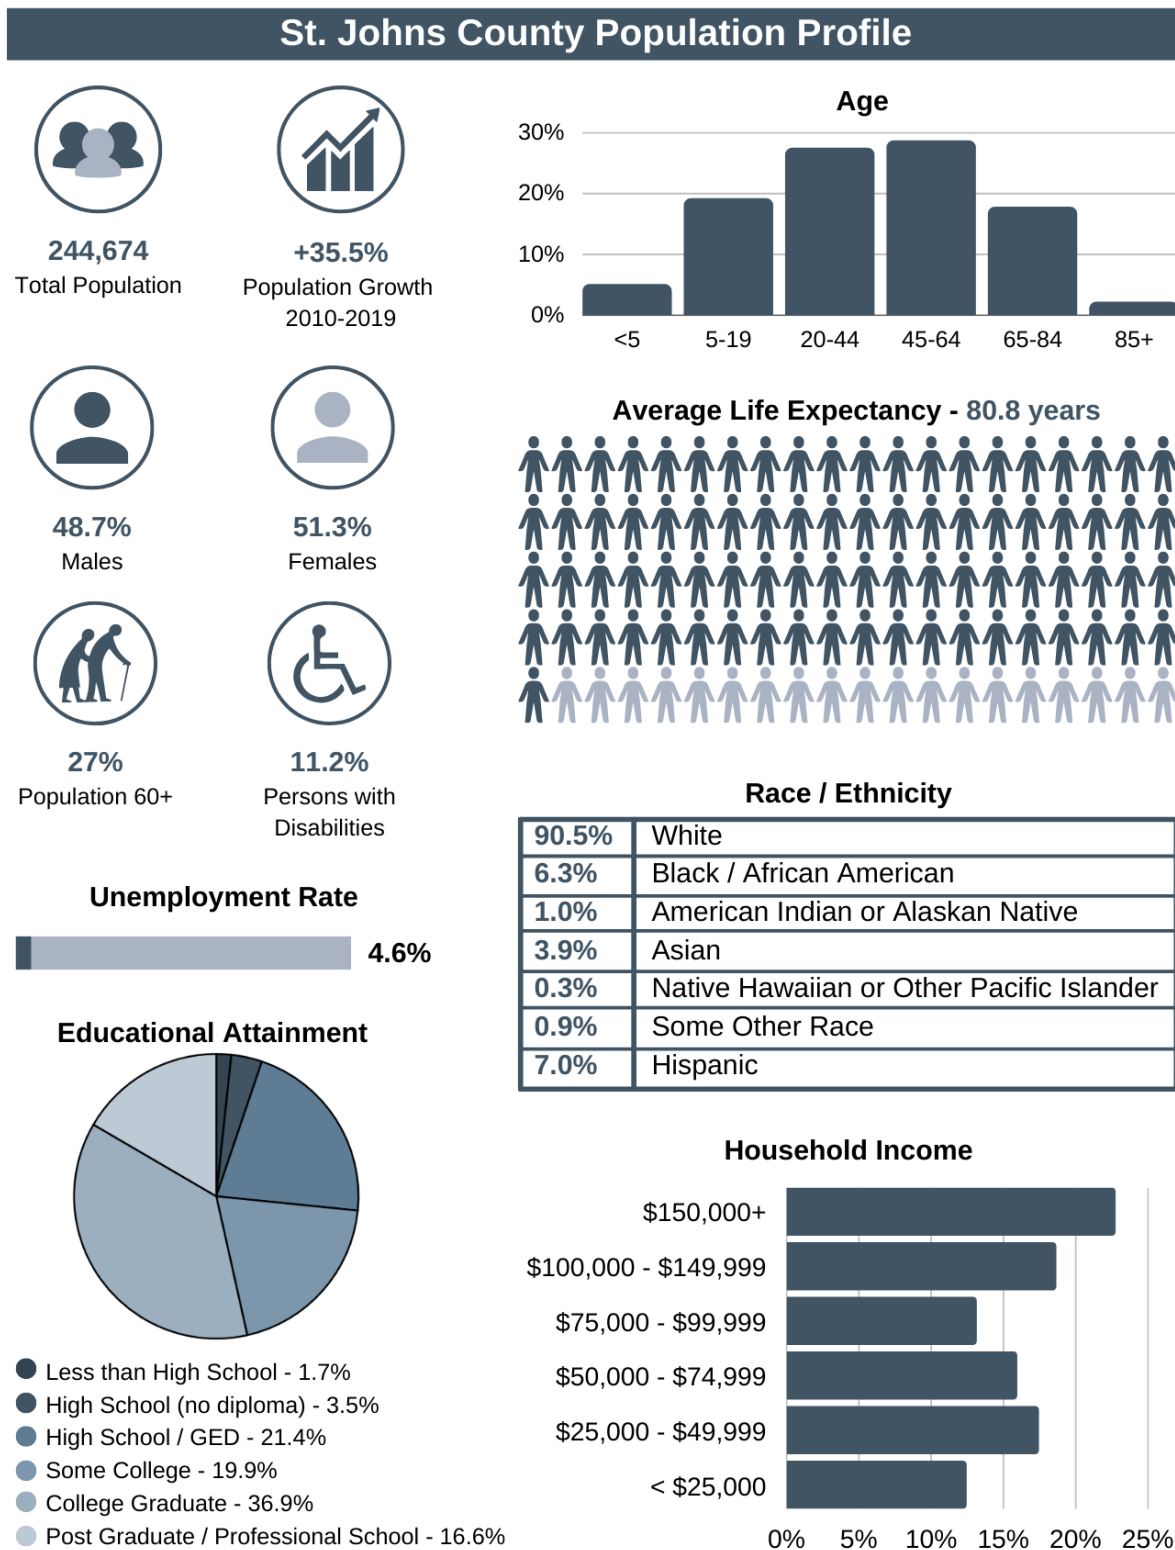 St. Johns County Population Profile
244,674
Total Population
+35.5%
Population Growth
2010-2019
48.7%
Males
51.3%
Females
27%
Population 60+
11.2%
Persons with
Disabilities
Unemployment Rate
4.6%
Educational Attainment
Less than High School - 1.7%
High School (no diploma) - 3.5%
High School / GED - 21.4%
Some College - 19.9%
College Graduate - 36.9%
Post Graduate / Professional School - 16.6%
Age
30%
20%
10%
0%
<5 5-19 20-44 45-64 65-84 85+
Average Life Expectancy - 80.8 years
Race / Ethnicity
90.5% White
6.3% Black / African American
1.0% American Indian or Alaskan Native
3.9% Asian
0.3% Native Hawaiian or Other Pacific Islander
0.9% Some Other Race
7.0% Hispanic
Household Income
$150,000+
$100,000 - $149,999
$75,000 - $99,999
$50,000 - $74,999
$25,000 - $49,999
< $25,000
0% 5% 10% 15% 20% 25%